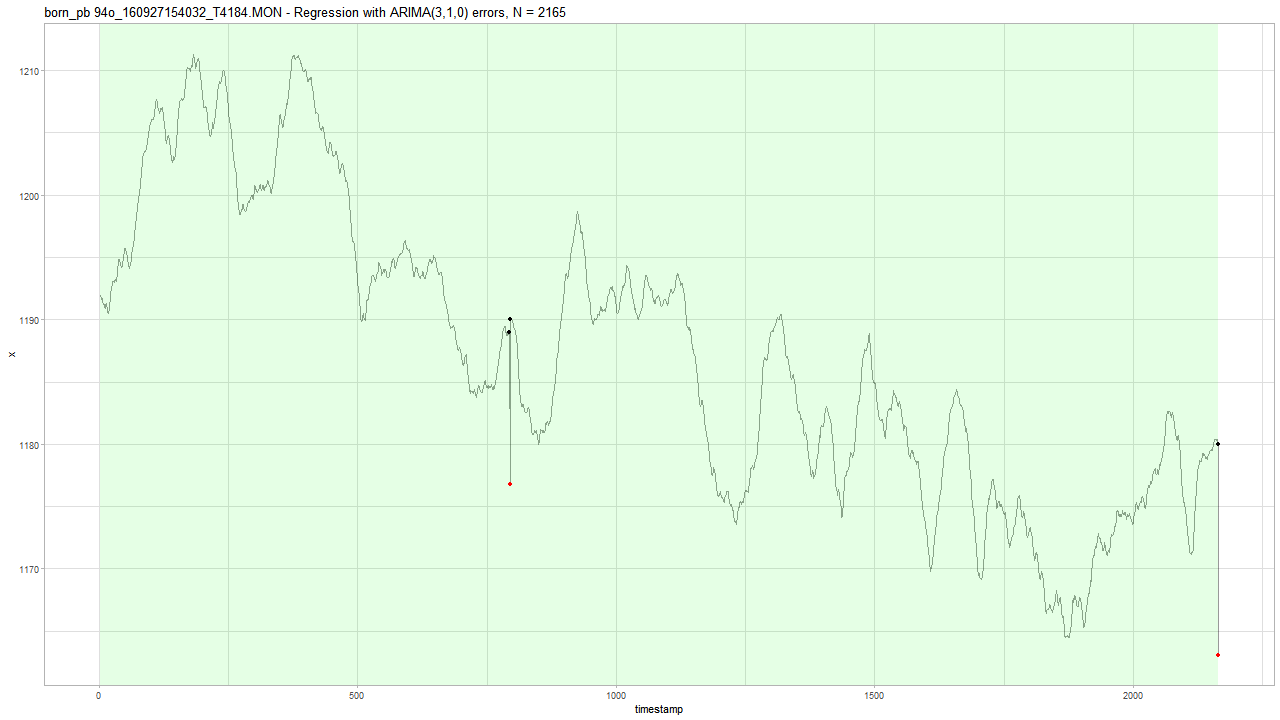 born_pb 94o_160927154032_T4184.MON - Regression with ARIMA(3,1,0) errors, N = 2165
1210
1200
1190
x
1180
1170
0 500 1000 1500 2000
timestamp